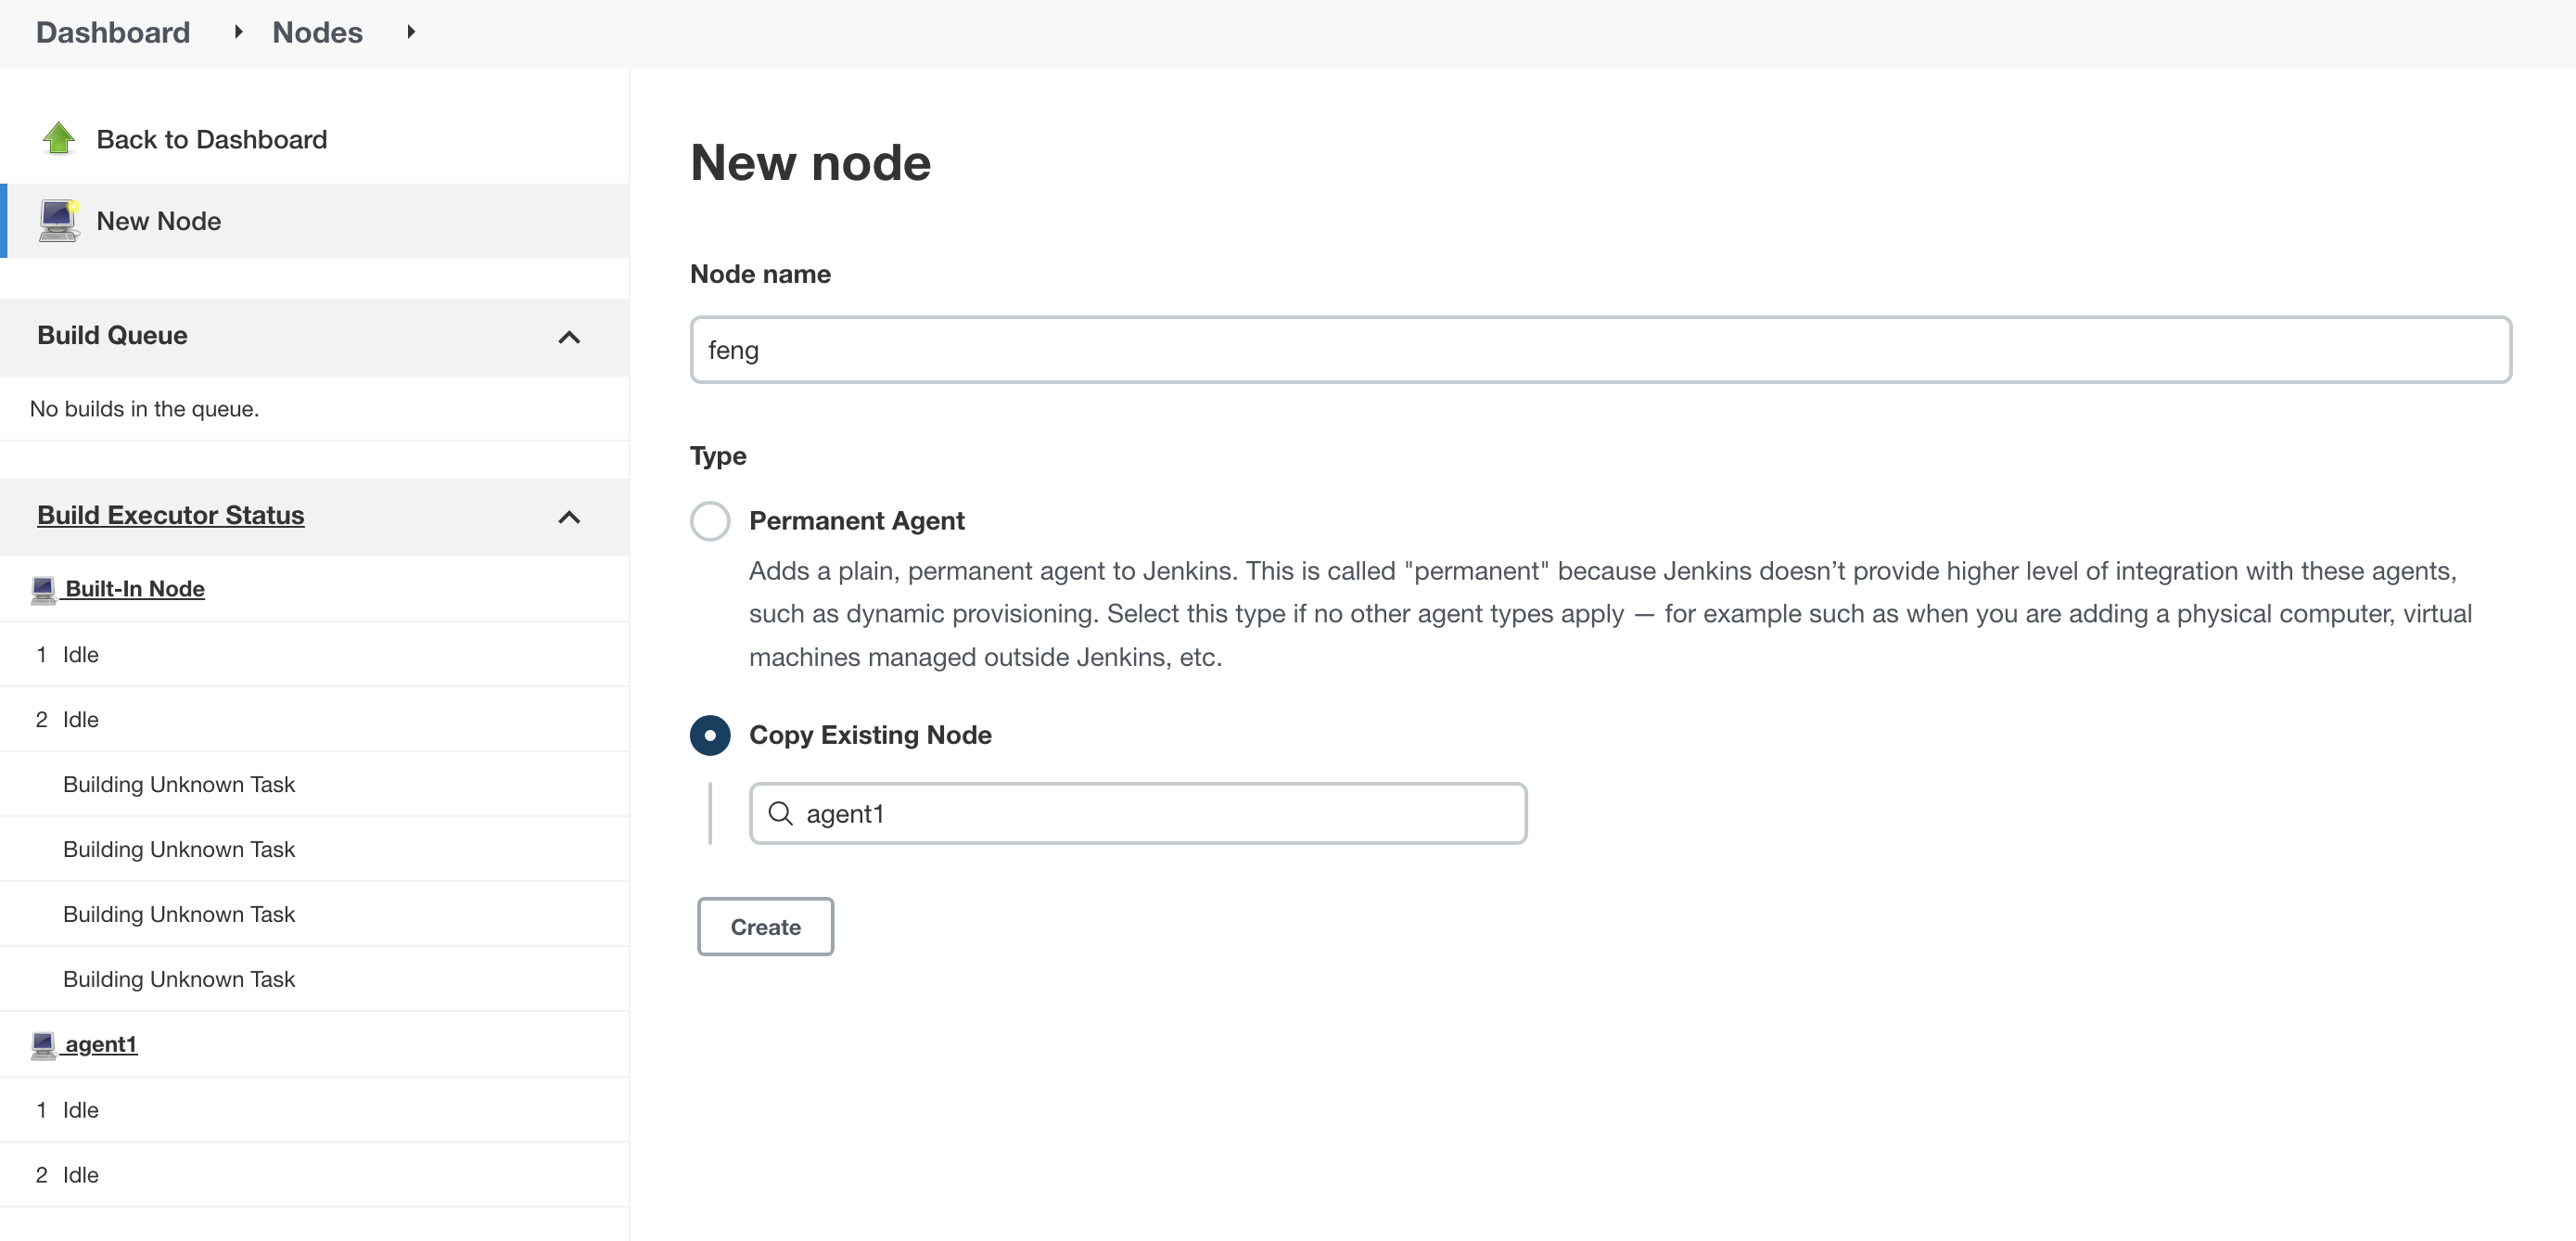 Dashboard
Nodes
Back to Dashboard
New Node
Build Queue
No builds in the queue.
Build Executor Status
Built-In Node
1 Idle
2 Idle
Building Unknown Task
Building Unknown Task
Building Unknown Task
Building Unknown Task
agent1
1 Idle
2 Idle
New node
Node name
feng
Type
Permanent Agent
Adds a plain, permanent agent to Jenkins. This is called "permanent" because Jenkins doesn’t provide higher level of integration with these agents,
such as dynamic provisioning. Select this type if no other agent types apply — for example such as when you are adding a physical computer, virtual
machines managed outside Jenkins, etc.
Copy Existing Node
agent1
Create